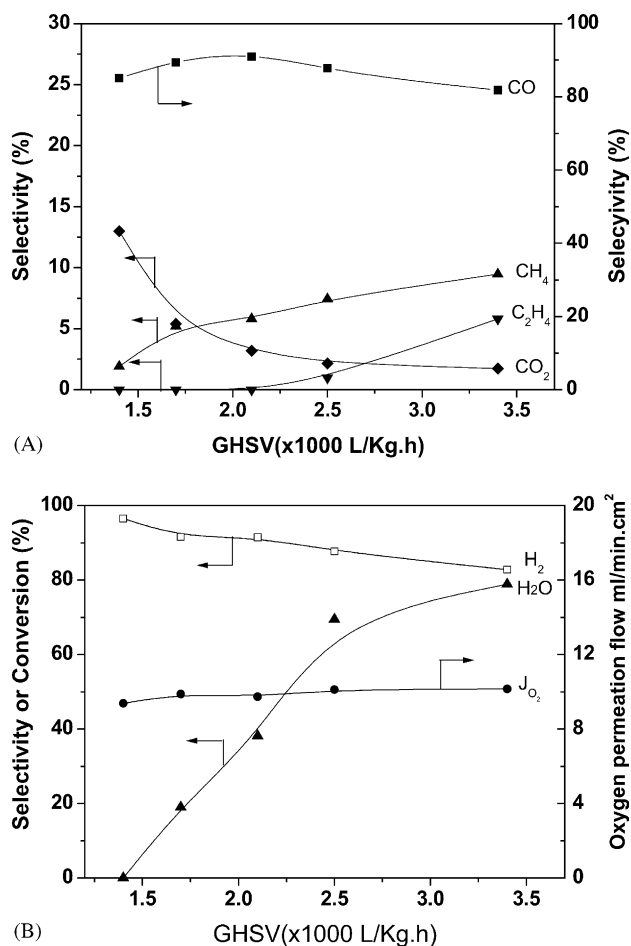 30
25
20
15
10
5
0
100
80
60
40
20
0
Selectivity (%)
Selecyivity (%)
CO
CH₄
C₂H₄
CO₂
1.5 2.0 2.5 3.0 3.5
(A)
GHSV(x1000 L/Kg.h)
100
80
60
40
20
0
20
16
12
8
4
0
Selectivity or Conversion (%)
Oxygen permeation flow ml/min.cm²
H₂
H2O
J O₂
1.5 2.0 2.5 3.0 3.5
(B)
GHSV(x1000 L/Kg.h)